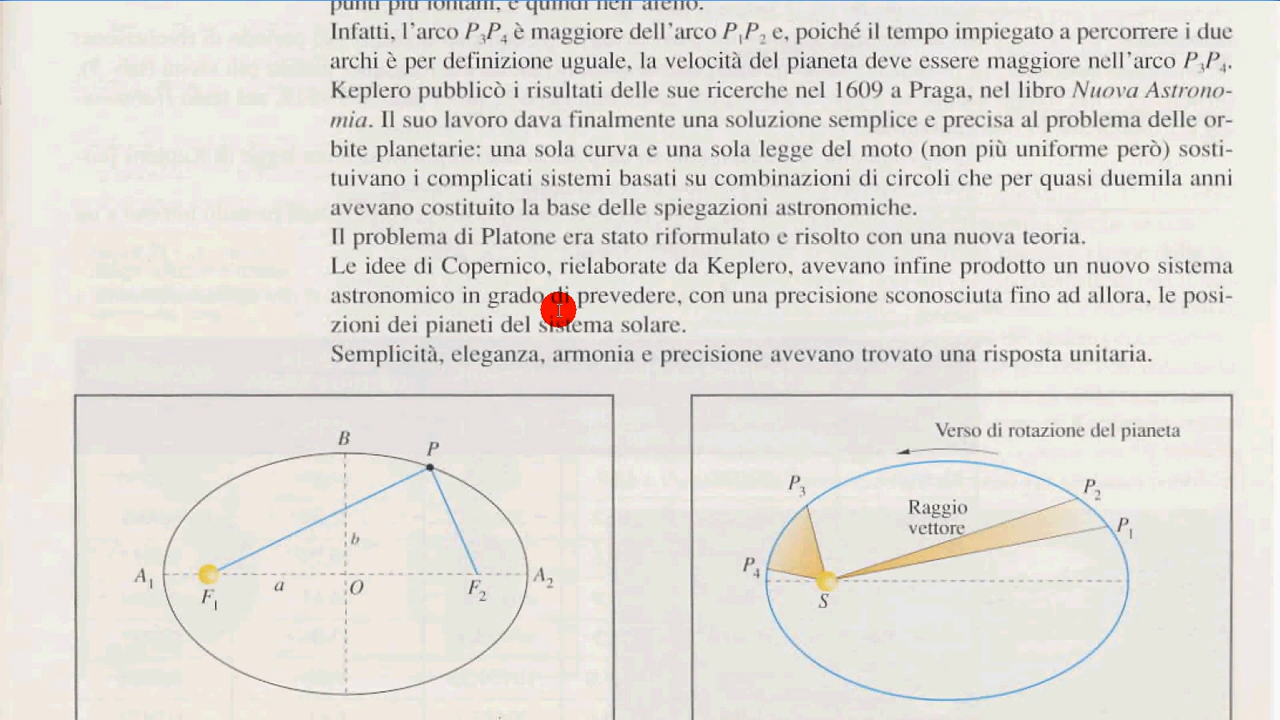 punti più lontani, e quindi nell'afelio.
Infatti, l'arco P3P4 è maggiore dell'arco P1P2 e, poiché il tempo impiegato a percorrere i due
archi è per definizione uguale, la velocità del pianeta deve essere maggiore nell'arco P3P4.
Keplero pubblicò i risultati delle sue ricerche nel 1609 a Praga, nel libro Nuova Astrono-
mia. Il suo lavoro dava finalmente una soluzione semplice e precisa al problema delle or-
bite planetarie: una sola curva e una sola legge del moto (non più uniforme però) sosti-
tuivano i complicati sistemi basati su combinazioni di circoli che per quasi duemila anni
avevano costituito la base delle spiegazioni astronomiche.
Il problema di Platone era stato riformulato e risolto con una nuova teoria.
Le idee di Copernico, rielaborate da Keplero, avevano infine prodotto un nuovo sistema
astronomico in grado di prevedere, con una precisione sconosciuta fino ad allora, le posi-
zioni dei pianeti del sistema solare.
Semplicità, eleganza, armonia e precisione avevano trovato una risposta unitaria.
B
P
b
A1
F1
a
O
F2
A2
Verso di rotazione del pianeta
P3
P2
Raggio
vettore
P1
P4
S